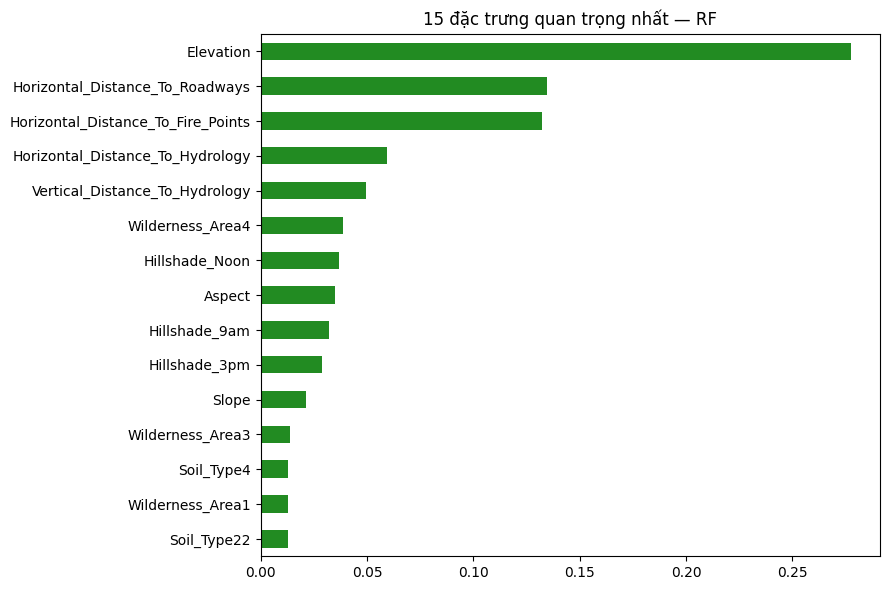 15 đặc trưng quan trọng nhất — RF
Elevation
Horizontal_Distance_To_Roadways
Horizontal_Distance_To_Fire_Points
Horizontal_Distance_To_Hydrology
Vertical_Distance_To_Hydrology
Wilderness_Area4
Hillshade_Noon
Aspect
Hillshade_9am
Hillshade_3pm
Slope
Wilderness_Area3
Soil_Type4
Wilderness_Area1
Soil_Type22
0.00 0.05 0.10 0.15 0.20 0.25